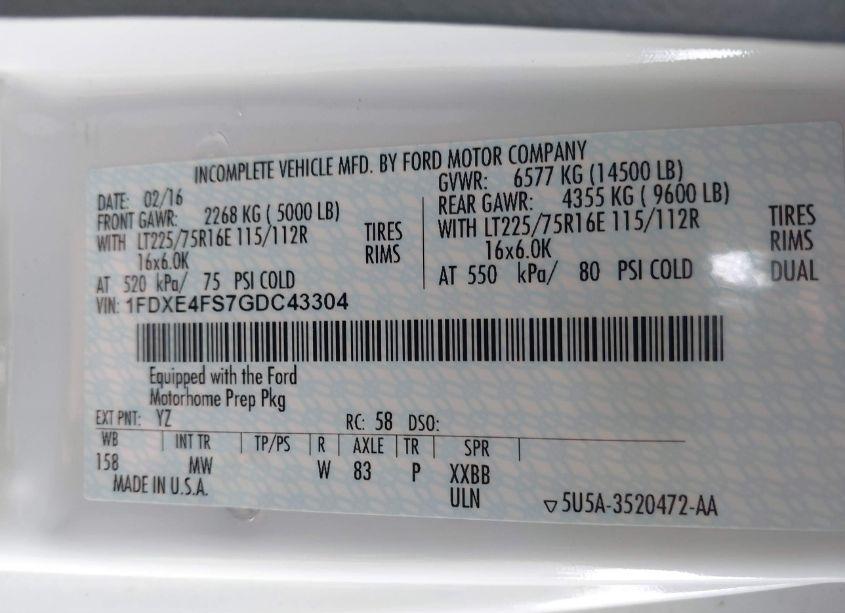 INCOMPLETE VEHICLE MFD. BY FORD MOTOR COMPANY
DATE: 02/16
FRONT GAWR: 2268 KG ( 5000 LB)
WITH LT225/75R16E 115/112R TIRES
16x6.0K RIMS
AT 520 kPa/ 75 PSI COLD
GVWR: 6577 KG (14500 LB)
REAR GAWR: 4355 KG ( 9600 LB)
WITH LT225/75R16E 115/112R TIRES
16x6.0K RIMS
AT 550 kPa/ 80 PSI COLD DUAL
VIN: 1FDXE4FS7GDC43304
Equipped with the Ford
Motorhome Prep Pkg
EXT PNT: YZ RC: 58 DSO:
WB INT TR TP/PS R AXLE TR SPR
158 MW W 83 P XXBB
MADE IN U.S.A. ULN
5U5A-3520472-AA